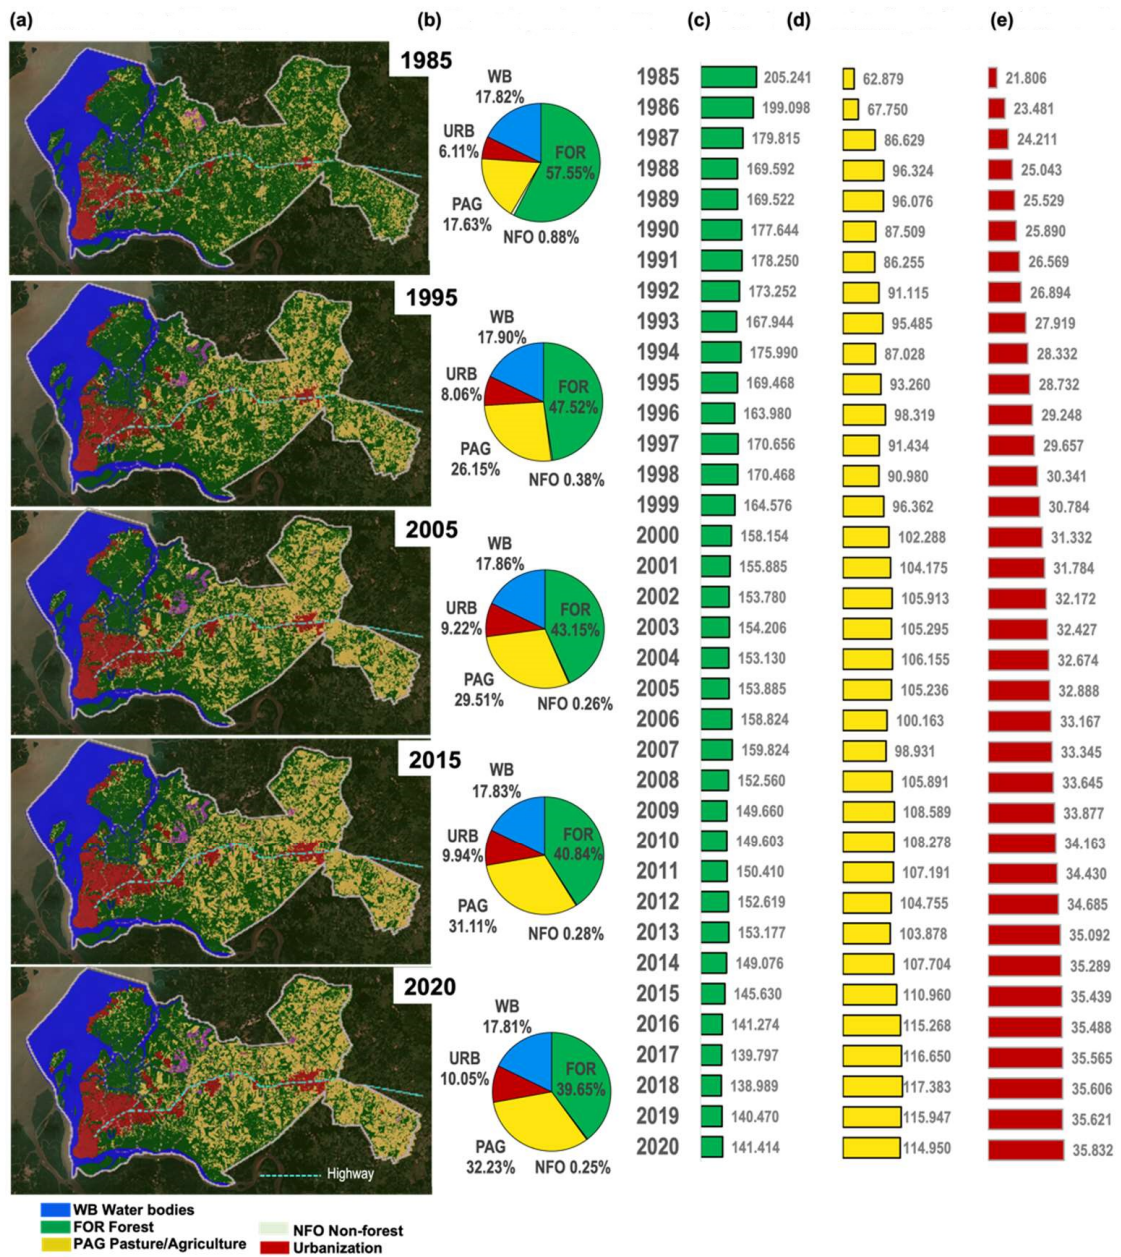 (a) (b) (c) (d) (e)
1985
WB
17.82%
URB
6.11%
FOR
57.55%
PAG
17.63%
NFO 0.88%
1995
WB
17.90%
URB
8.06%
FOR
47.52%
PAG
26.15%
NFO 0.38%
2005
WB
17.86%
URB
9.22%
FOR
43.15%
PAG
29.51%
NFO 0.26%
2015
WB
17.83%
URB
9.94%
FOR
40.84%
PAG
31.11%
NFO 0.28%
2020
WB
17.81%
URB
10.05%
FOR
39.65%
PAG
32.23%
NFO 0.25%
Highway
1985 205.241 62.879 21.806
1986 199.098 67.750 23.481
1987 179.815 86.629 24.211
1988 169.592 96.324 25.043
1989 169.522 96.076 25.529
1990 177.644 87.509 25.890
1991 178.250 86.255 26.569
1992 173.252 91.115 26.894
1993 167.944 95.485 27.919
1994 175.990 87.028 28.332
1995 169.468 93.260 28.732
1996 163.980 98.319 29.248
1997 170.656 91.434 29.657
1998 170.468 90.980 30.341
1999 164.576 96.362 30.784
2000 158.154 102.288 31.332
2001 155.885 104.175 31.784
2002 153.780 105.913 32.172
2003 154.206 105.295 32.427
2004 153.130 106.155 32.674
2005 153.885 105.236 32.888
2006 158.824 100.163 33.167
2007 159.824 98.931 33.345
2008 152.560 105.891 33.645
2009 149.660 108.589 33.877
2010 149.603 108.278 34.163
2011 150.410 107.191 34.430
2012 152.619 104.755 34.685
2013 153.177 103.878 35.092
2014 149.076 107.704 35.289
2015 145.630 110.960 35.439
2016 141.274 115.268 35.488
2017 139.797 116.650 35.565
2018 138.989 117.383 35.606
2019 140.470 115.947 35.621
2020 141.414 114.950 35.832
WB Water bodies
FOR Forest
PAG Pasture/Agriculture
NFO Non-forest
Urbanization